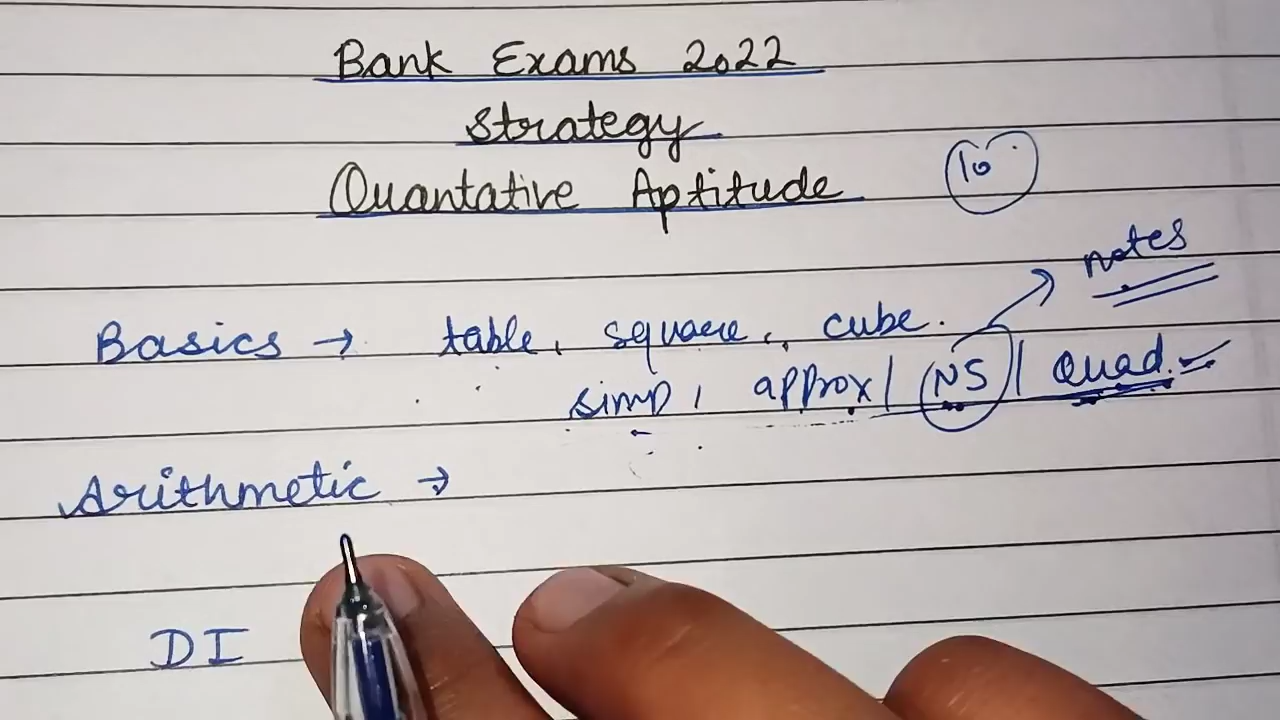 Bank Exams 2022
Strategy
Quantative Aptitude
10
notes
Basics → table, square, cube.
simp, approx / NS / Quad.
Arithmetic →
DI